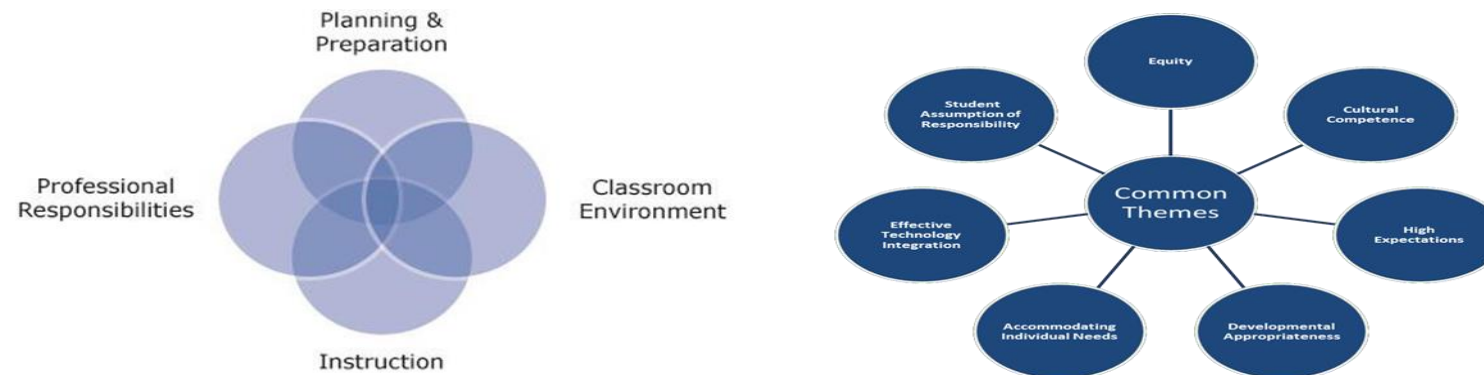 Planning &
Preparation
Professional
Responsibilities
Classroom
Environment
Instruction
Equity
Student
Assumption of
Responsibility
Cultural
Competence
Common
Themes
Effective
Technology
Integration
High
Expectations
Accommodating
Individual Needs
Developmental
Appropriateness